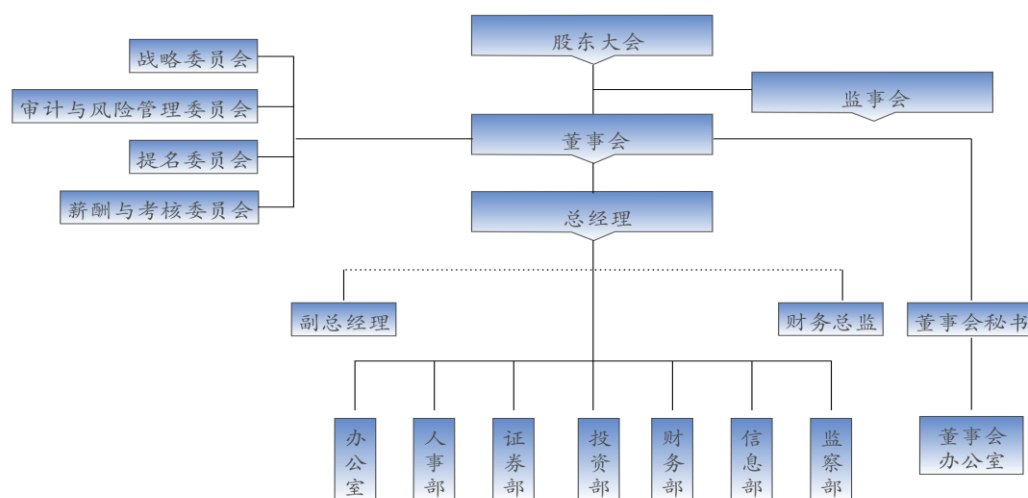 股东大会
战略委员会
监事会
审计与风险管理委员会
董事会
提名委员会
薪酬与考核委员会
总经理
副总经理
财务总监
董事会秘书
办公室
人事部
证券部
投资部
财务部
信息部
监察部
董事会
办公室